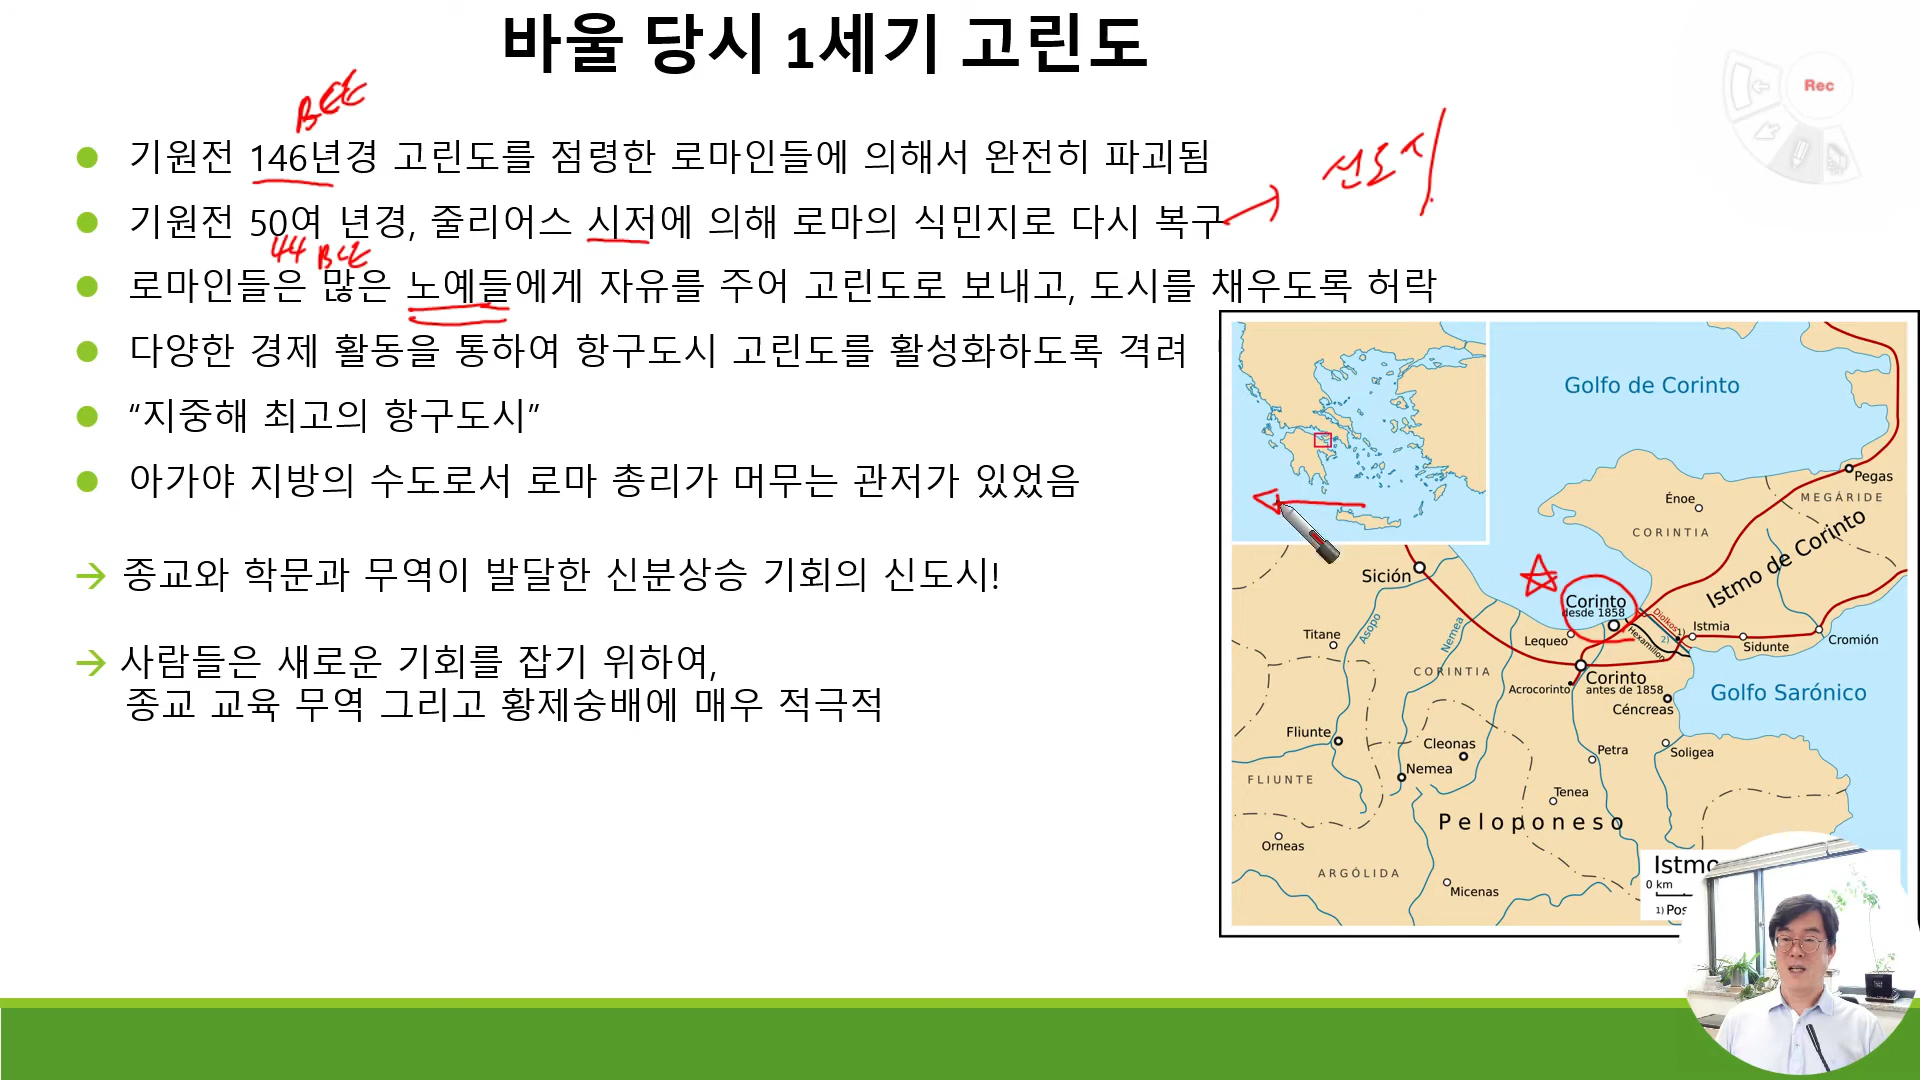 바울 당시 1세기 고린도
BCE
Rec
기원전 146년경 고린도를 점령한 로마인들에 의해서 완전히 파괴됨
신도시
기원전 50여 년경, 줄리어스 시저에 의해 로마의 식민지로 다시 복구
44 BCE
로마인들은 많은 노예들에게 자유를 주어 고린도로 보내고, 도시를 채우도록 허락
다양한 경제 활동을 통하여 항구도시 고린도를 활성화하도록 격려
“지중해 최고의 항구도시”
아가야 지방의 수도로서 로마 총리가 머무는 관저가 있었음
→ 종교와 학문과 무역이 발달한 신분상승 기회의 신도시!
→ 사람들은 새로운 기회를 잡기 위하여,
종교 교육 무역 그리고 황제숭배에 매우 적극적
Golfo de Corinto
Pegas
MEGÁRIDE
Énoe
CORINTIA
Istmo de Corinto
Sición
Corinto
desde 1858
Diolkos
1)
2)
Istmia
Hexamilion
Sidunte
Cromión
Titane
Asopo
Nemea
Lequeo
CORINTIA
Corinto
antes de 1858
Acrocorinto
Céncreas
Golfo Sarónico
Fliunte
Cleonas
Nemea
Petra
Soligea
FLIUNTE
Tenea
Peloponeso
Orneas
ARGÓLIDA
Micenas
Istmo
0 km
1) Pos